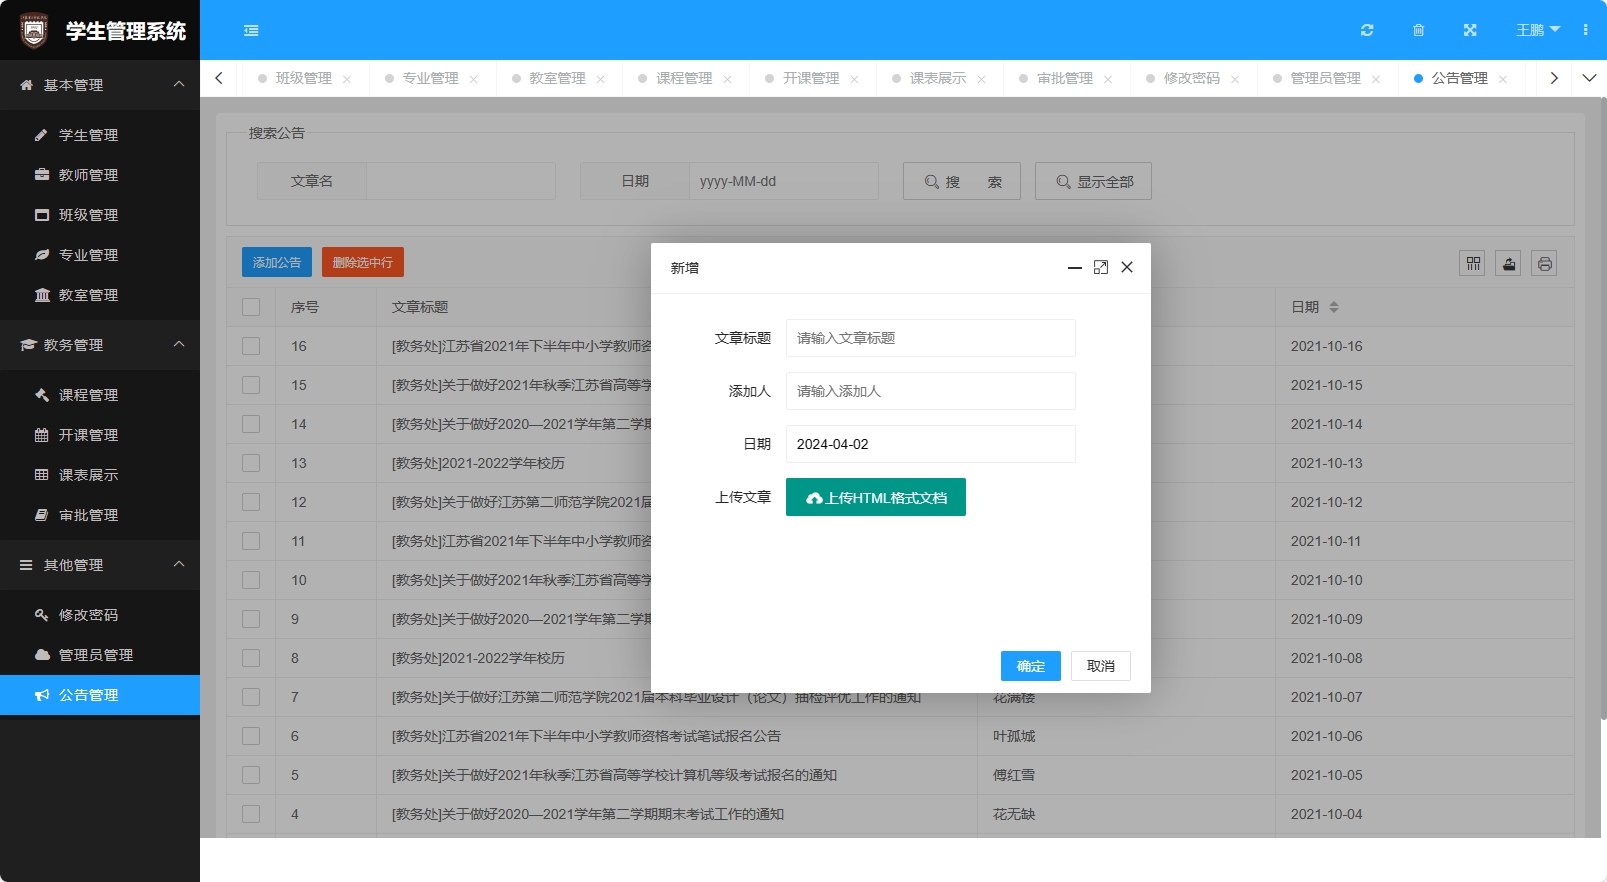 学生管理系统
王鹏
班级管理
专业管理
教室管理
课程管理
开课管理
课表展示
审批管理
修改密码
管理员管理
公告管理
基本管理
学生管理
教师管理
班级管理
专业管理
教室管理
教务管理
课程管理
开课管理
课表展示
审批管理
其他管理
修改密码
管理员管理
公告管理
搜索公告
文章名
日期 yyyy-MM-dd
搜 索
显示全部
添加公告 删除选中行
序号 文章标题 日期
16 [教务处]江苏省2021年下半年中小学教师资 2021-10-16
15 [教务处]关于做好2021年秋季江苏省高等学 2021-10-15
14 [教务处]关于做好2020—2021学年第二学期 2021-10-14
13 [教务处]2021-2022学年校历 2021-10-13
12 [教务处]关于做好江苏第二师范学院2021届 2021-10-12
11 [教务处]江苏省2021年下半年中小学教师资 2021-10-11
10 [教务处]关于做好2021年秋季江苏省高等学 2021-10-10
9 [教务处]关于做好2020—2021学年第二学期 2021-10-09
8 [教务处]2021-2022学年校历 2021-10-08
7 [教务处]关于做好江苏第二师范学院2021届本科毕业设计（论文）抽检评优工作的通知 花满楼 2021-10-07
6 [教务处]江苏省2021年下半年中小学教师资格考试笔试报名公告 叶孤城 2021-10-06
5 [教务处]关于做好2021年秋季江苏省高等学校计算机等级考试报名的通知 傅红雪 2021-10-05
4 [教务处]关于做好2020—2021学年第二学期期末考试工作的通知 花无缺 2021-10-04
新增
文章标题 请输入文章标题
添加人 请输入添加人
日期 2024-04-02
上传文章 上传HTML格式文档
确定 取消